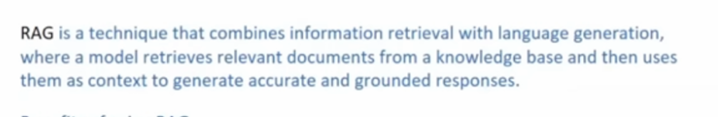 RAG is a technique that combines information retrieval with language generation,
where a model retrieves relevant documents from a knowledge base and then uses
them as context to generate accurate and grounded responses.